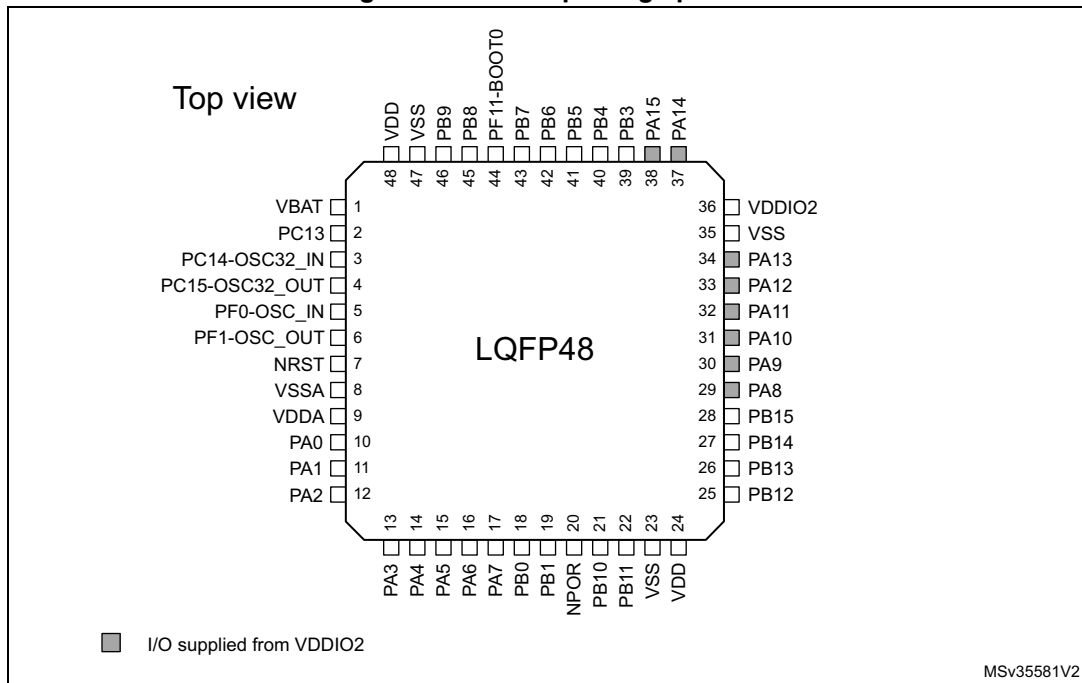 Top view
48 VDD
47 VSS
46 PB9
45 PB8
44 PF11-BOOT0
43 PB7
42 PB6
41 PB5
40 PB4
39 PB3
38 PA15
37 PA14
VBAT 1
PC13 2
PC14-OSC32_IN 3
PC15-OSC32_OUT 4
PF0-OSC_IN 5
PF1-OSC_OUT 6
NRST 7
VSSA 8
VDDA 9
PA0 10
PA1 11
PA2 12
LQFP48
36 VDDIO2
35 VSS
34 PA13
33 PA12
32 PA11
31 PA10
30 PA9
29 PA8
28 PB15
27 PB14
26 PB13
25 PB12
PA3 13
PA4 14
PA5 15
PA6 16
PA7 17
PB0 18
PB1 19
NPOR 20
PB10 21
PB11 22
VSS 23
VDD 24
I/O supplied from VDDIO2
MSv35581V2